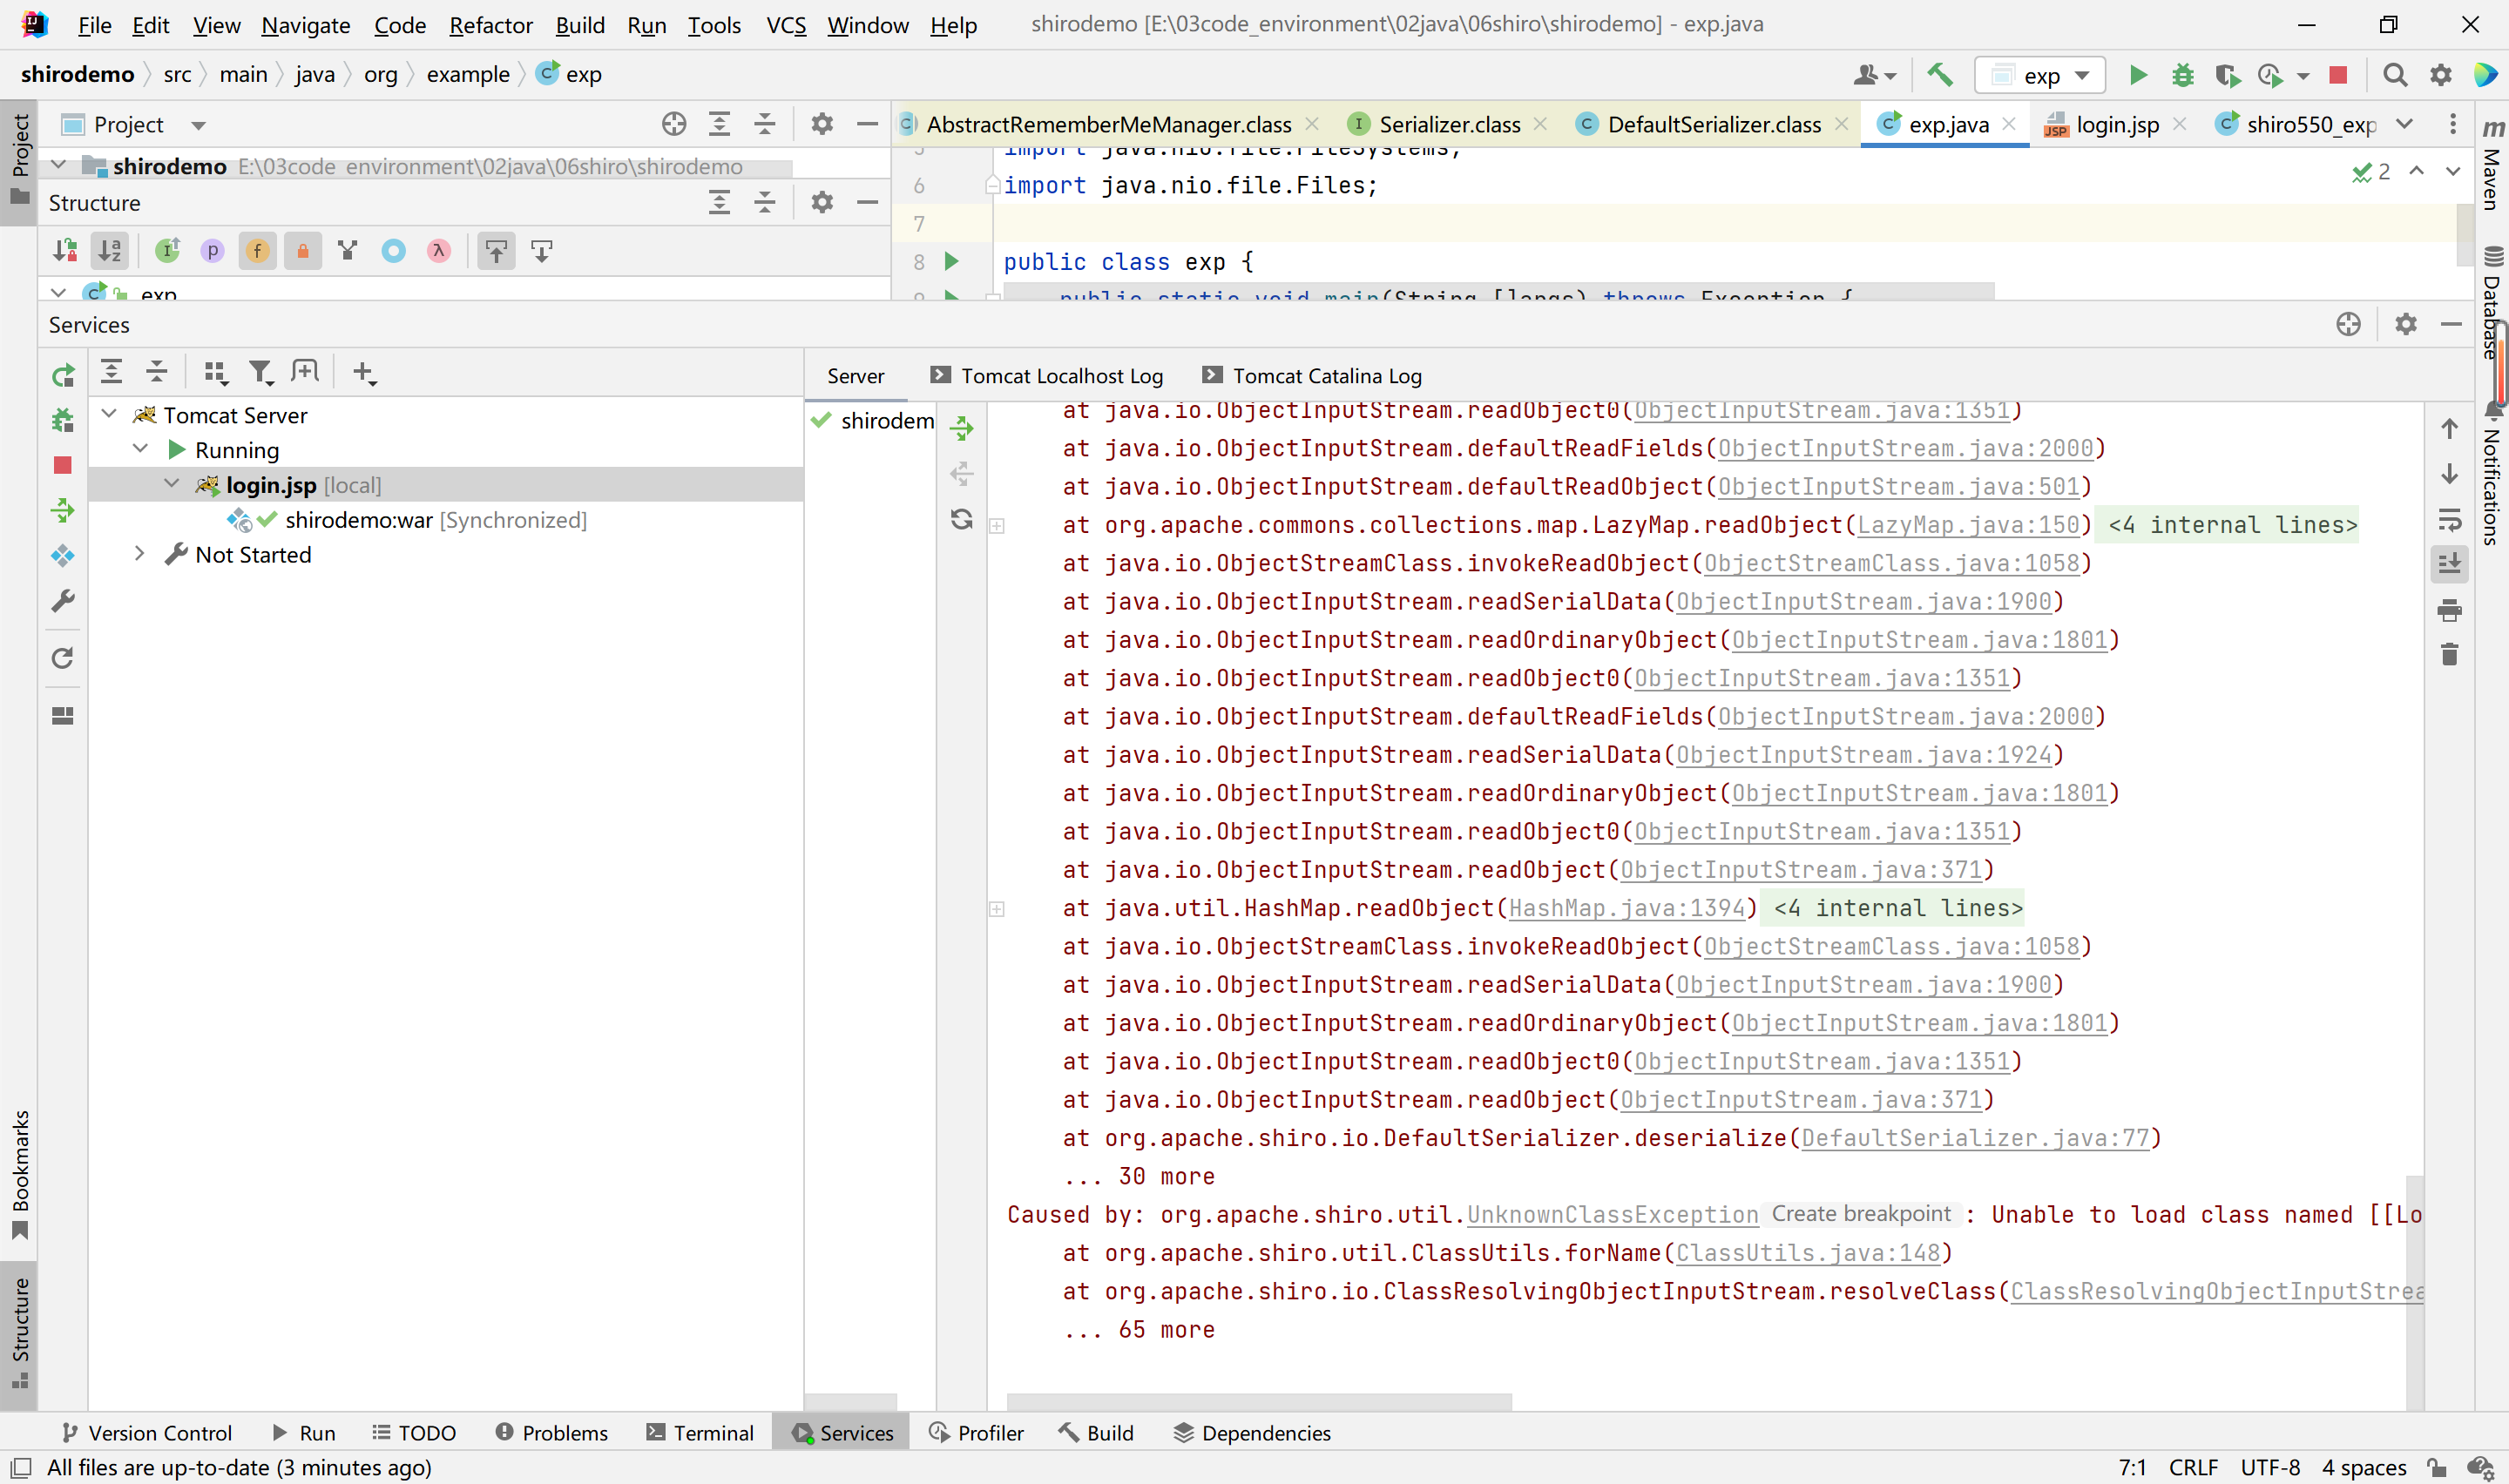 File Edit View Navigate Code Refactor Build Run Tools VCS Window Help shirodemo [E:\03code_environment\02java\06shiro\shirodemo] - exp.java
shirodemo src main java org example exp
exp
Project
AbstractRememberMeManager.class Serializer.class DefaultSerializer.class exp.java login.jsp shiro550_exp
shirodemo E:\03code environment\02java\06shiro\shirodemo
Structure
exp
5 import java.nio.file.FileSystems;
6 import java.nio.file.Files;
2
7
8 public class exp {
9 public static void main(String []args) throws Exception {
Services
Tomcat Server
Running
login.jsp [local]
shirodemo:war [Synchronized]
Not Started
Server Tomcat Localhost Log Tomcat Catalina Log
shirodem
at java.io.ObjectInputStream.readObject0(ObjectInputStream.java:1351)
at java.io.ObjectInputStream.defaultReadFields(ObjectInputStream.java:2000)
at java.io.ObjectInputStream.defaultReadObject(ObjectInputStream.java:501)
at org.apache.commons.collections.map.LazyMap.readObject(LazyMap.java:150) <4 internal lines>
at java.io.ObjectStreamClass.invokeReadObject(ObjectStreamClass.java:1058)
at java.io.ObjectInputStream.readSerialData(ObjectInputStream.java:1900)
at java.io.ObjectInputStream.readOrdinaryObject(ObjectInputStream.java:1801)
at java.io.ObjectInputStream.readObject0(ObjectInputStream.java:1351)
at java.io.ObjectInputStream.defaultReadFields(ObjectInputStream.java:2000)
at java.io.ObjectInputStream.readSerialData(ObjectInputStream.java:1924)
at java.io.ObjectInputStream.readOrdinaryObject(ObjectInputStream.java:1801)
at java.io.ObjectInputStream.readObject0(ObjectInputStream.java:1351)
at java.io.ObjectInputStream.readObject(ObjectInputStream.java:371)
at java.util.HashMap.readObject(HashMap.java:1394) <4 internal lines>
at java.io.ObjectStreamClass.invokeReadObject(ObjectStreamClass.java:1058)
at java.io.ObjectInputStream.readSerialData(ObjectInputStream.java:1900)
at java.io.ObjectInputStream.readOrdinaryObject(ObjectInputStream.java:1801)
at java.io.ObjectInputStream.readObject0(ObjectInputStream.java:1351)
at java.io.ObjectInputStream.readObject(ObjectInputStream.java:371)
at org.apache.shiro.io.DefaultSerializer.deserialize(DefaultSerializer.java:77)
... 30 more
Caused by: org.apache.shiro.util.UnknownClassException Create breakpoint : Unable to load class named [[Lo
at org.apache.shiro.util.ClassUtils.forName(ClassUtils.java:148)
at org.apache.shiro.io.ClassResolvingObjectInputStream.resolveClass(ClassResolvingObjectInputStrea
... 65 more
Project
Bookmarks
Structure
Maven
Database
Notifications
Version Control Run TODO Problems Terminal Services Profiler Build Dependencies
All files are up-to-date (3 minutes ago) 7:1 CRLF UTF-8 4 spaces